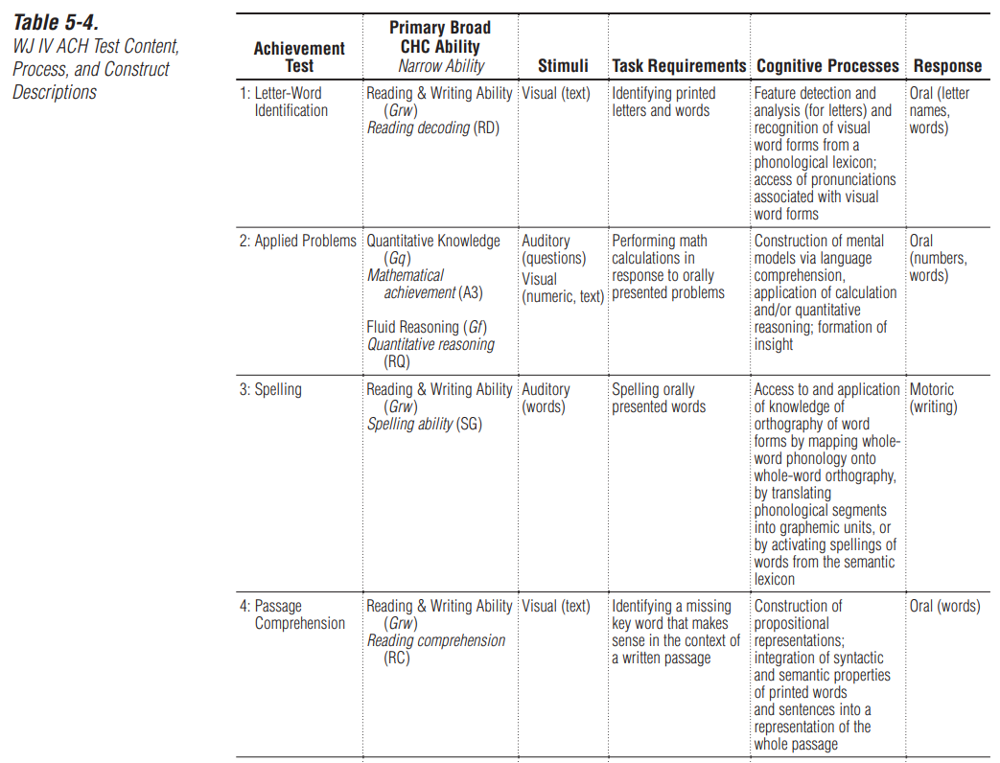 Table 5-4.
WJ IV ACH Test Content,
Process, and Construct
Descriptions
Achievement
Test
Primary Broad
CHC Ability
Narrow Ability
Stimuli
Task Requirements
Cognitive Processes
Response
1: Letter-Word
Identification
Reading & Writing Ability
(Grw)
Reading decoding (RD)
Visual (text)
Identifying printed
letters and words
Feature detection and
analysis (for letters) and
recognition of visual
word forms from a
phonological lexicon;
access of pronunciations
associated with visual
word forms
Oral (letter
names,
words)
2: Applied Problems
Quantitative Knowledge
(Gq)
Mathematical
achievement (A3)
Fluid Reasoning (Gf)
Quantitative reasoning
(RQ)
Auditory
(questions)
Visual
(numeric, text)
Performing math
calculations in
response to orally
presented problems
Construction of mental
models via language
comprehension,
application of calculation
and/or quantitative
reasoning; formation of
insight
Oral
(numbers,
words)
3: Spelling
Reading & Writing Ability
(Grw)
Spelling ability (SG)
Auditory
(words)
Spelling orally
presented words
Access to and application
of knowledge of
orthography of word
forms by mapping whole-
word phonology onto
whole-word orthography,
by translating
phonological segments
into graphemic units, or
by activating spellings of
words from the semantic
lexicon
Motoric
(writing)
4: Passage
Comprehension
Reading & Writing Ability
(Grw)
Reading comprehension
(RC)
Visual (text)
Identifying a missing
key word that makes
sense in the context of
a written passage
Construction of
propositional
representations;
integration of syntactic
and semantic properties
of printed words
and sentences into a
representation of the
whole passage
Oral (words)